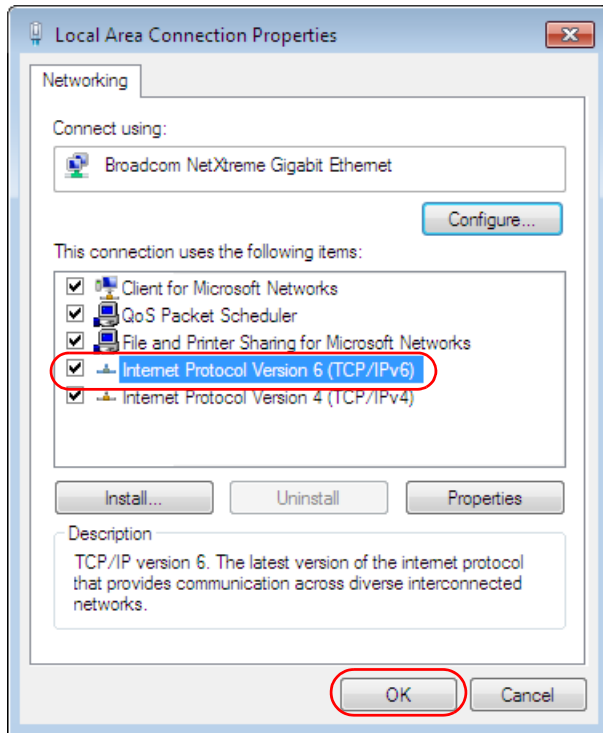 Local Area Connection Properties
Networking
Connect using:
Broadcom NetXtreme Gigabit Ethernet
Configure...
This connection uses the following items:
Client for Microsoft Networks
QoS Packet Scheduler
File and Printer Sharing for Microsoft Networks
Internet Protocol Version 6 (TCP/IPv6)
Internet Protocol Version 4 (TCP/IPv4)
Install...
Uninstall
Properties
Description
TCP/IP version 6. The latest version of the internet protocol
that provides communication across diverse interconnected
networks.
OK
Cancel